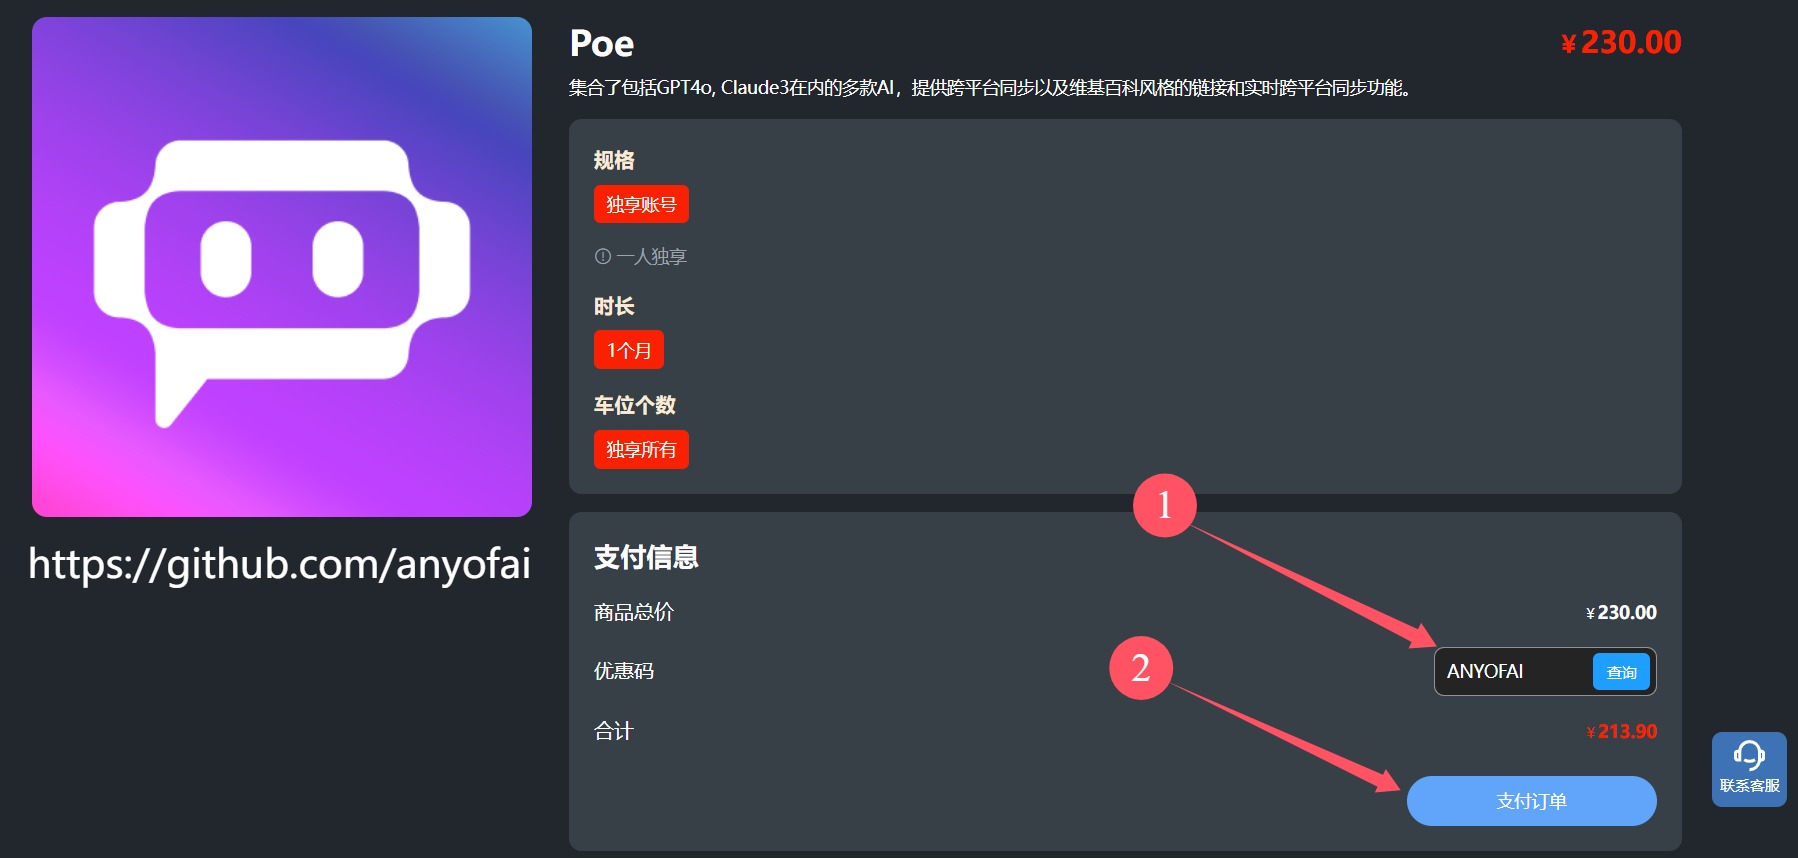 Poe
¥230.00
集合了包括GPT4o, Claude3在内的多款AI，提供跨平台同步以及维基百科风格的链接和实时跨平台同步功能。
规格
独享账号
一人独享
时长
1个月
车位个数
独享所有
https://github.com/anyofai
支付信息
商品总价
¥230.00
优惠码
ANYOFAI
查询
合计
¥213.90
支付订单
1
2
联系客服